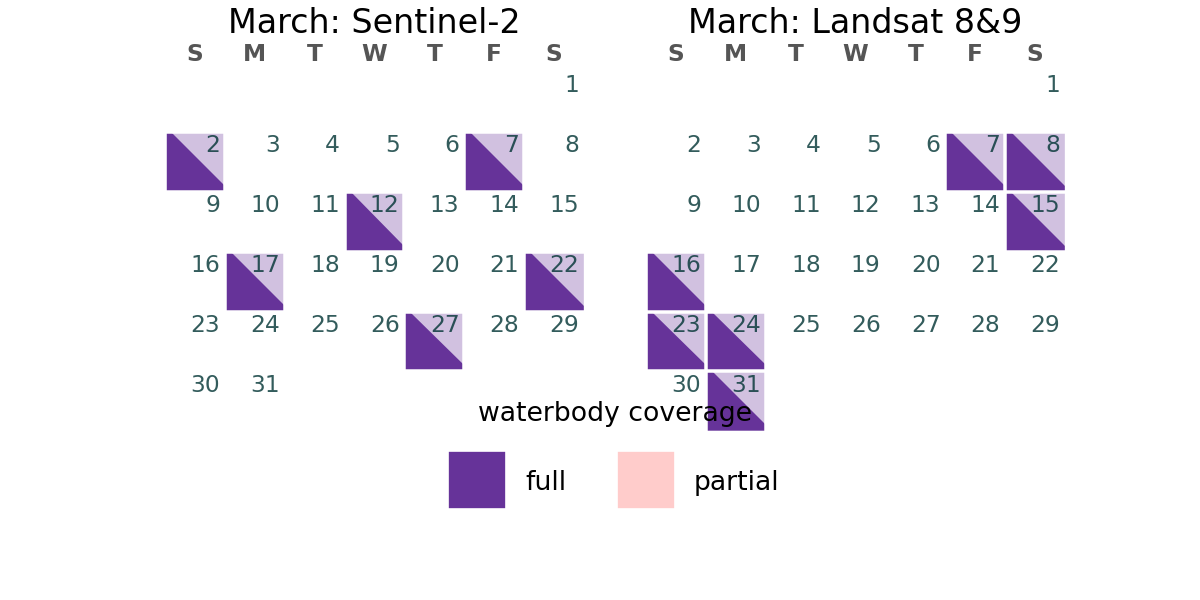 March: Sentinel-2
S M T W T F S
1
2 3 4 5 6 7 8
9 10 11 12 13 14 15
16 17 18 19 20 21 22
23 24 25 26 27 28 29
30 31
March: Landsat 8&9
S M T W T F S
1
2 3 4 5 6 7 8
9 10 11 12 13 14 15
16 17 18 19 20 21 22
23 24 25 26 27 28 29
30 31
waterbody coverage
full partial